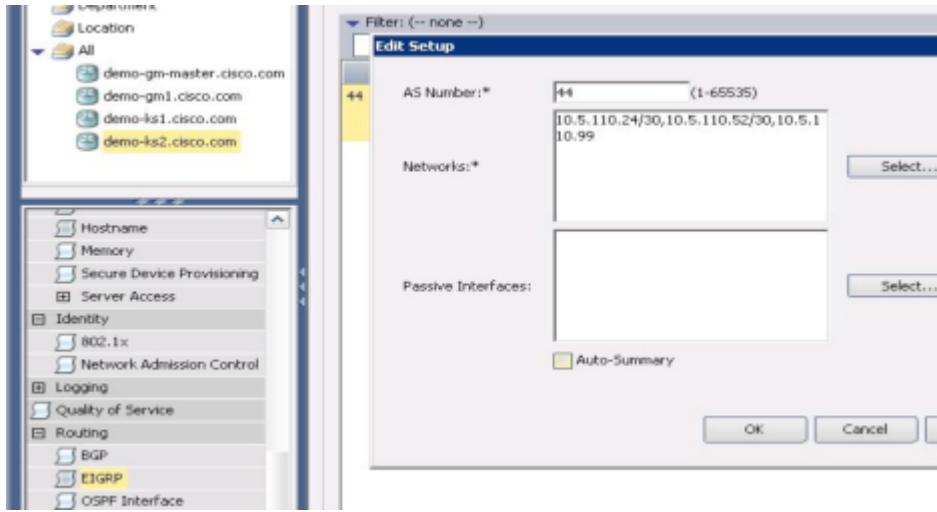 Department
Location
All
demo-gm-master.cisco.com
demo-gm1.cisco.com
demo-ks1.cisco.com
demo-ks2.cisco.com
Hostname
Memory
Secure Device Provisioning
Server Access
Identity
802.1x
Network Admission Control
Logging
Quality of Service
Routing
BGP
EIGRP
OSPF Interface
Filter: (-- none --)
44
Edit Setup
AS Number:* 44 (1-65535)
Networks:*
10.5.110.24/30,10.5.110.52/30,10.5.1
10.99
Select...
Passive Interfaces:
Select...
Auto-Summary
OK Cancel